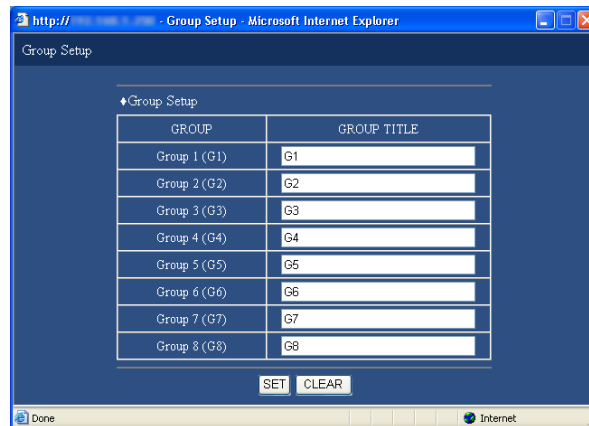 http:// - Group Setup - Microsoft Internet Explorer
Group Setup
♦Group Setup
GROUP GROUP TITLE
Group 1 (G1) G1
Group 2 (G2) G2
Group 3 (G3) G3
Group 4 (G4) G4
Group 5 (G5) G5
Group 6 (G6) G6
Group 7 (G7) G7
Group 8 (G8) G8
SET CLEAR
Done Internet